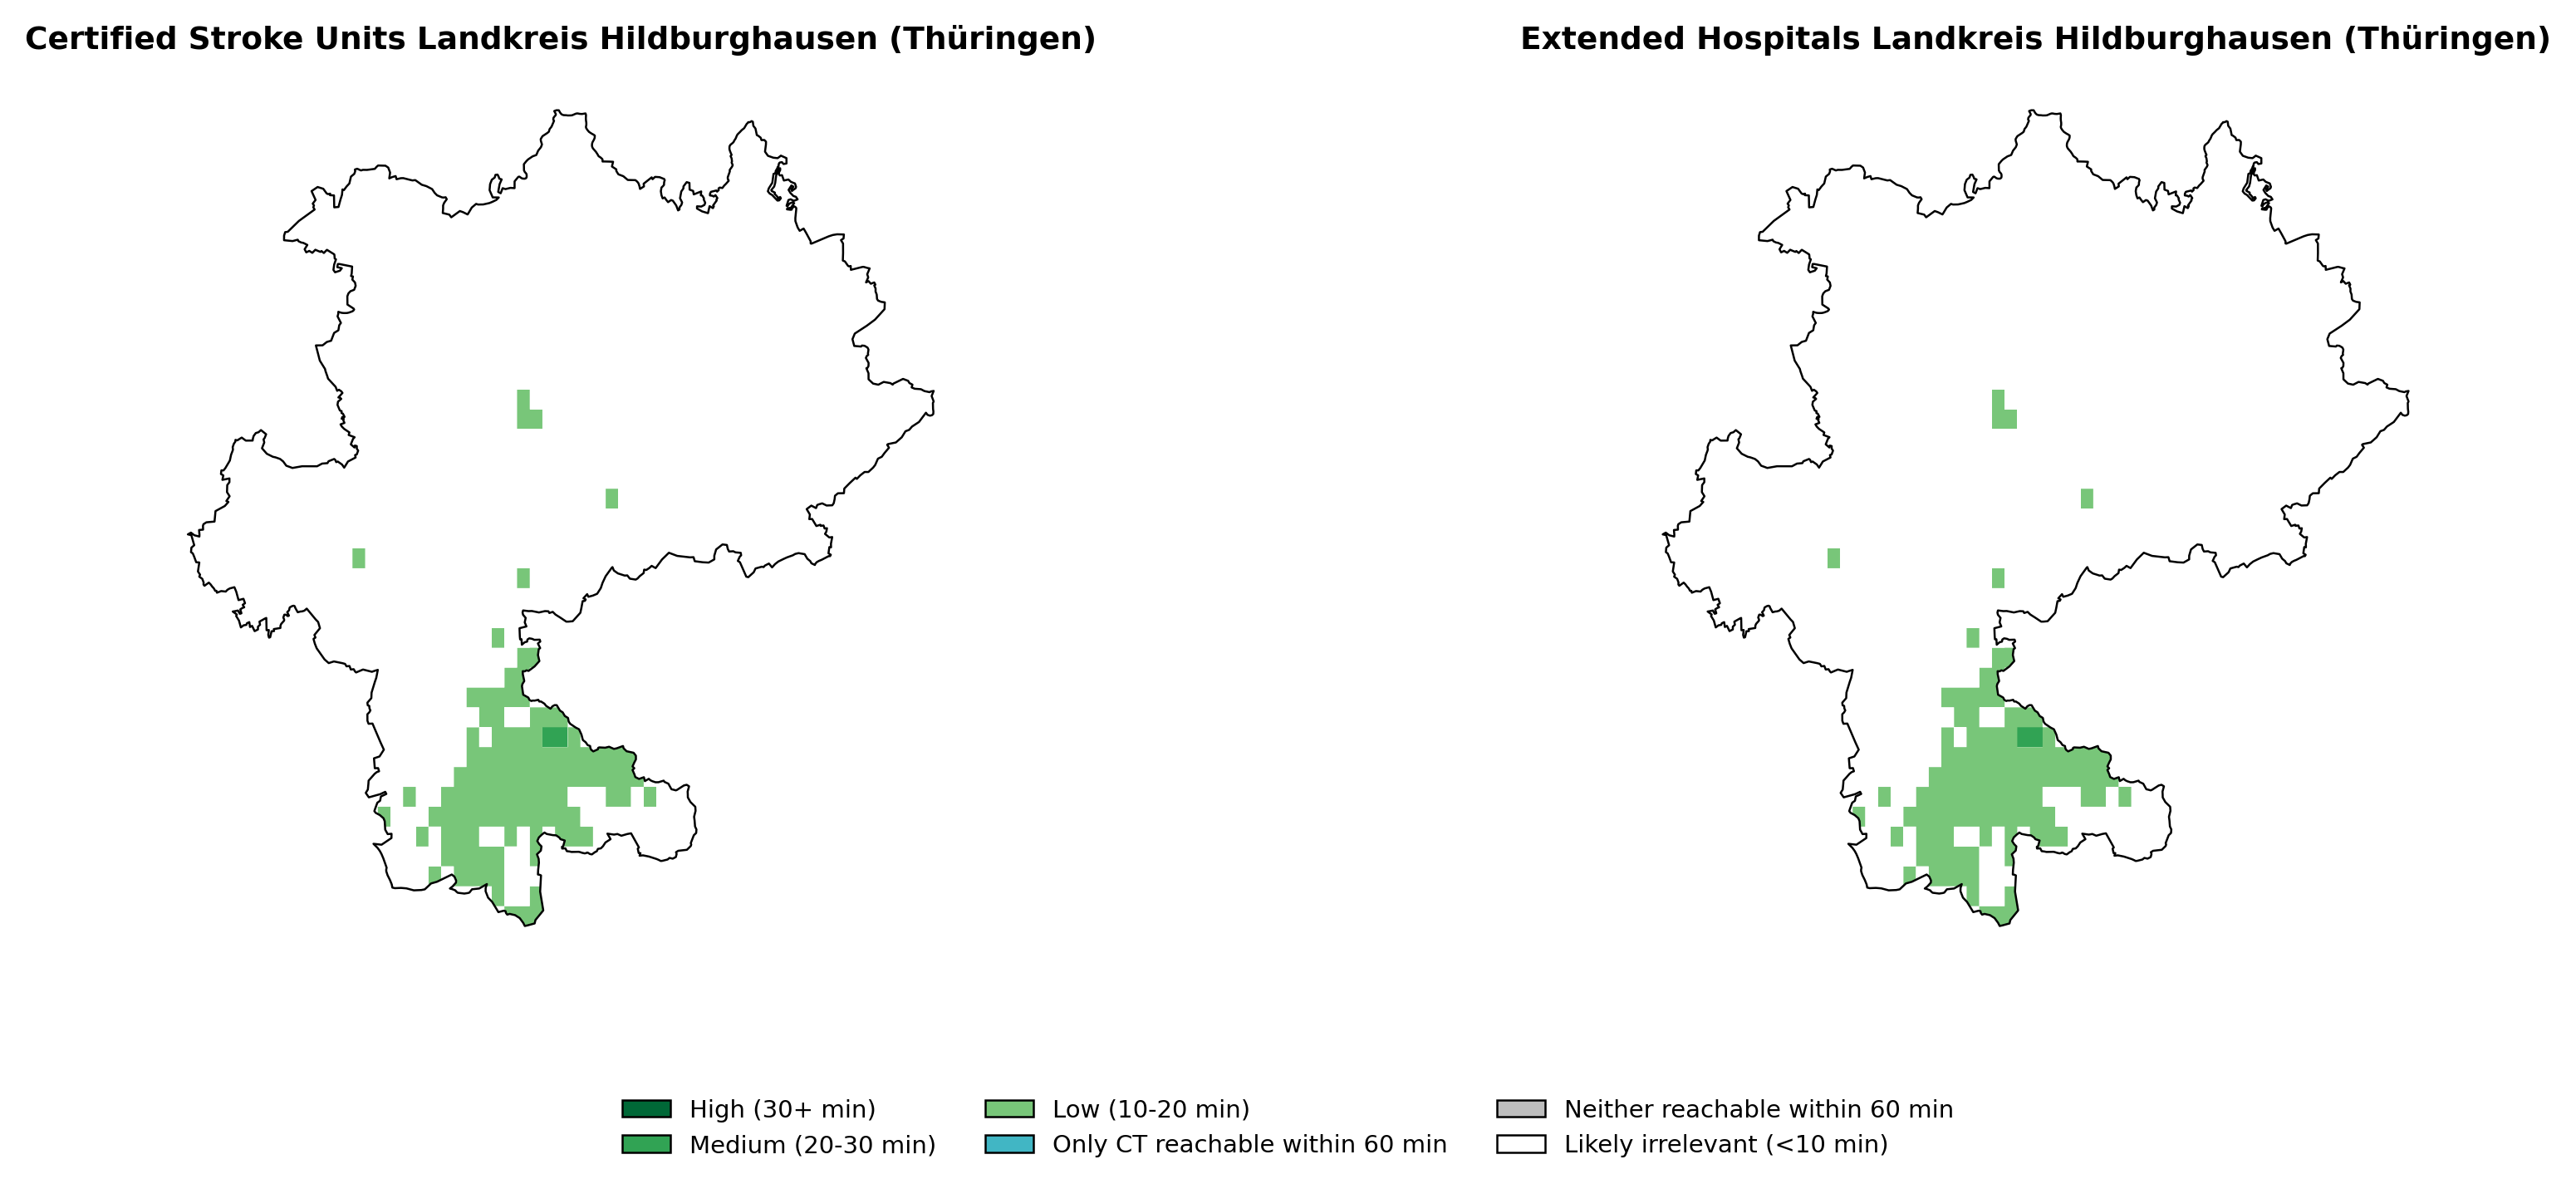 Certified Stroke Units Landkreis Hildburghausen (Thüringen)
Extended Hospitals Landkreis Hildburghausen (Thüringen)
High (30+ min)
Medium (20-30 min)
Low (10-20 min)
Only CT reachable within 60 min
Neither reachable within 60 min
Likely irrelevant (<10 min)